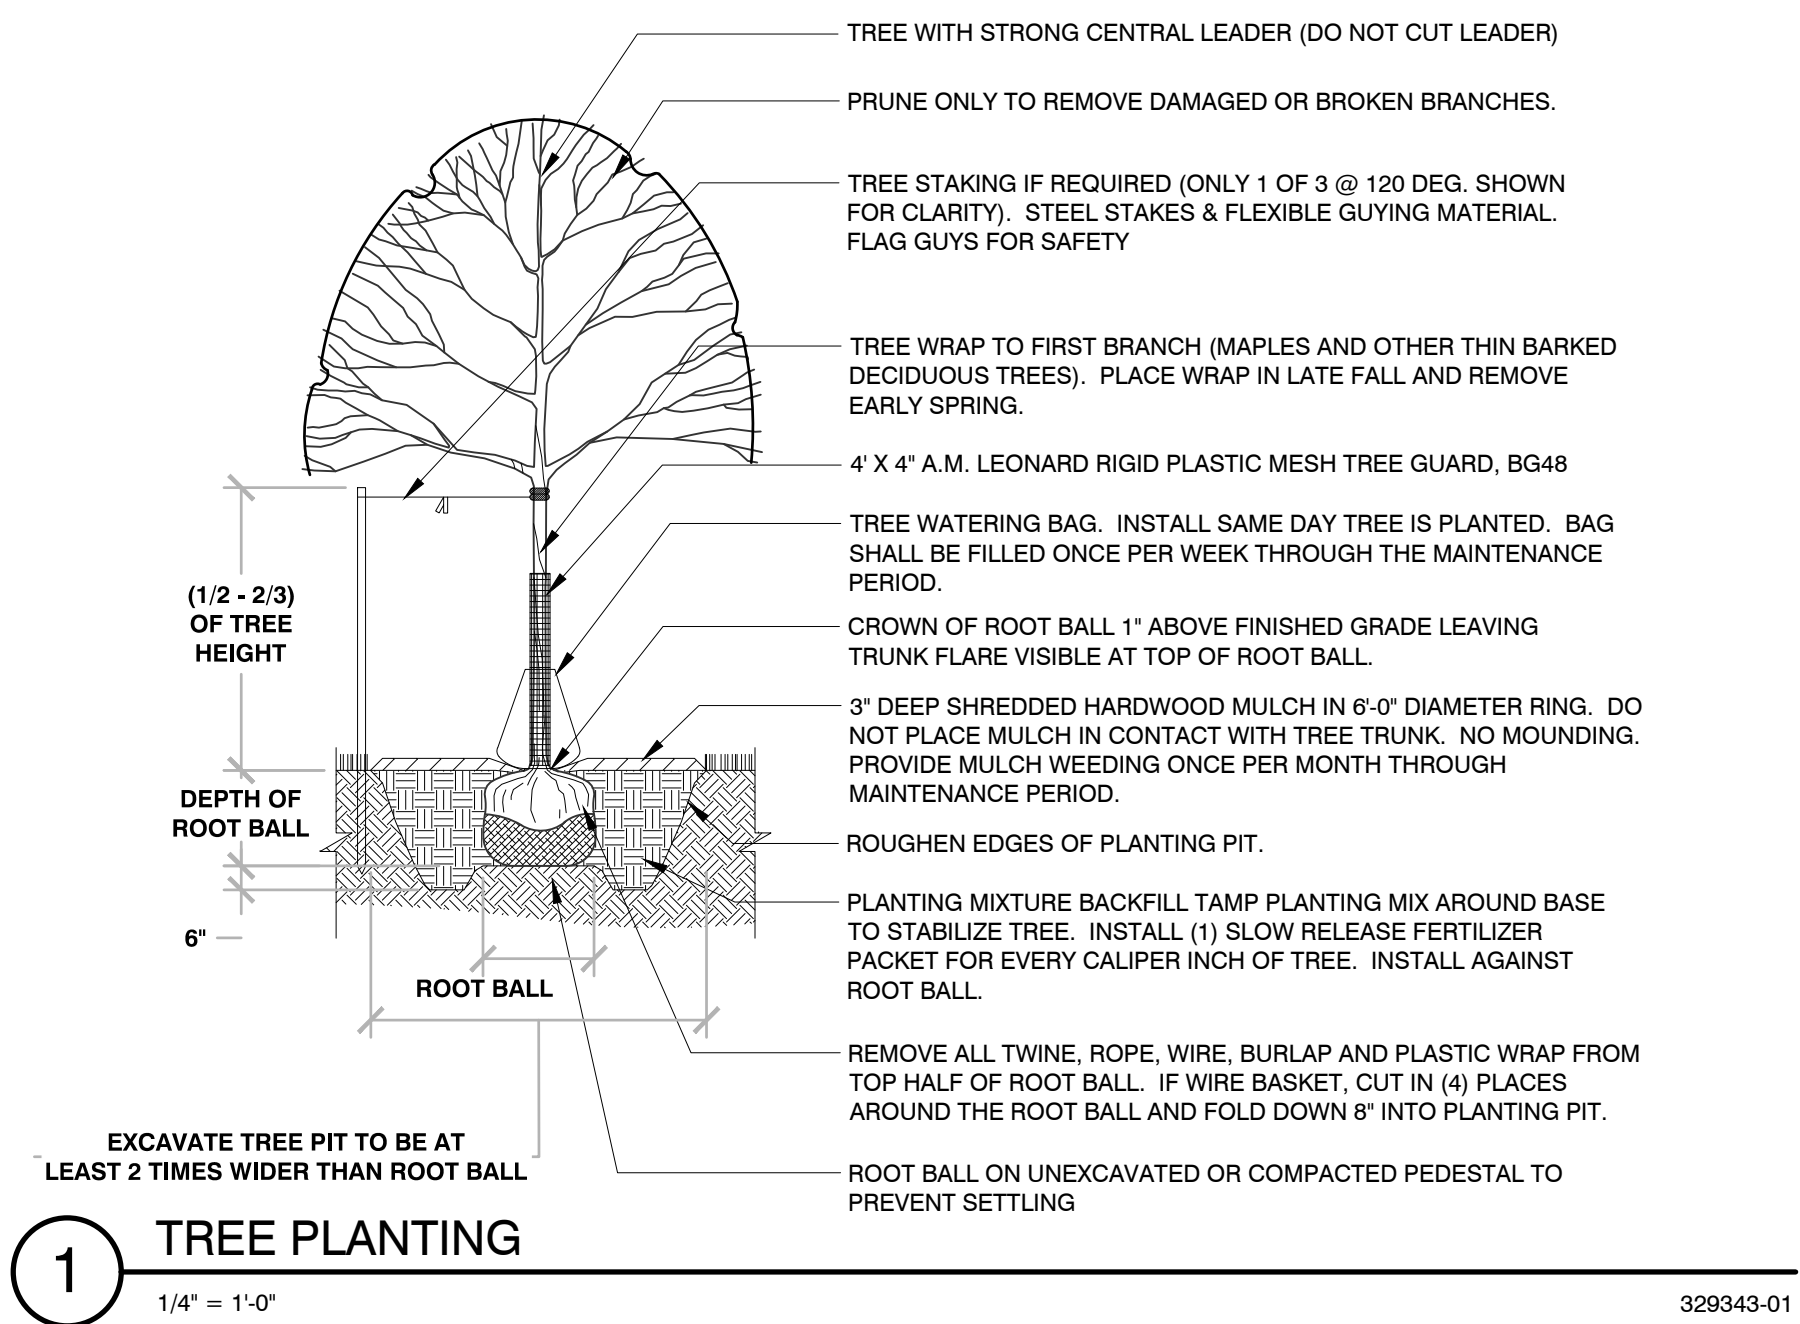 TREE WITH STRONG CENTRAL LEADER (DO NOT CUT LEADER)
PRUNE ONLY TO REMOVE DAMAGED OR BROKEN BRANCHES.
TREE STAKING IF REQUIRED (ONLY 1 OF 3 @ 120 DEG. SHOWN
FOR CLARITY). STEEL STAKES & FLEXIBLE GUYING MATERIAL.
FLAG GUYS FOR SAFETY
TREE WRAP TO FIRST BRANCH (MAPLES AND OTHER THIN BARKED
DECIDUOUS TREES). PLACE WRAP IN LATE FALL AND REMOVE
EARLY SPRING.
4' X 4" A.M. LEONARD RIGID PLASTIC MESH TREE GUARD, BG48
TREE WATERING BAG. INSTALL SAME DAY TREE IS PLANTED. BAG
SHALL BE FILLED ONCE PER WEEK THROUGH THE MAINTENANCE
PERIOD.
CROWN OF ROOT BALL 1" ABOVE FINISHED GRADE LEAVING
TRUNK FLARE VISIBLE AT TOP OF ROOT BALL.
3" DEEP SHREDDED HARDWOOD MULCH IN 6'-0" DIAMETER RING. DO
NOT PLACE MULCH IN CONTACT WITH TREE TRUNK. NO MOUNDING.
PROVIDE MULCH WEEDING ONCE PER MONTH THROUGH
MAINTENANCE PERIOD.
ROUGHEN EDGES OF PLANTING PIT.
PLANTING MIXTURE BACKFILL TAMP PLANTING MIX AROUND BASE
TO STABILIZE TREE. INSTALL (1) SLOW RELEASE FERTILIZER
PACKET FOR EVERY CALIPER INCH OF TREE. INSTALL AGAINST
ROOT BALL.
REMOVE ALL TWINE, ROPE, WIRE, BURLAP AND PLASTIC WRAP FROM
TOP HALF OF ROOT BALL. IF WIRE BASKET, CUT IN (4) PLACES
AROUND THE ROOT BALL AND FOLD DOWN 8" INTO PLANTING PIT.
ROOT BALL ON UNEXCAVATED OR COMPACTED PEDESTAL TO
PREVENT SETTLING
(1/2 - 2/3)
OF TREE
HEIGHT
DEPTH OF
ROOT BALL
6"
ROOT BALL
EXCAVATE TREE PIT TO BE AT
LEAST 2 TIMES WIDER THAN ROOT BALL
1
TREE PLANTING
1/4" = 1'-0"
329343-01